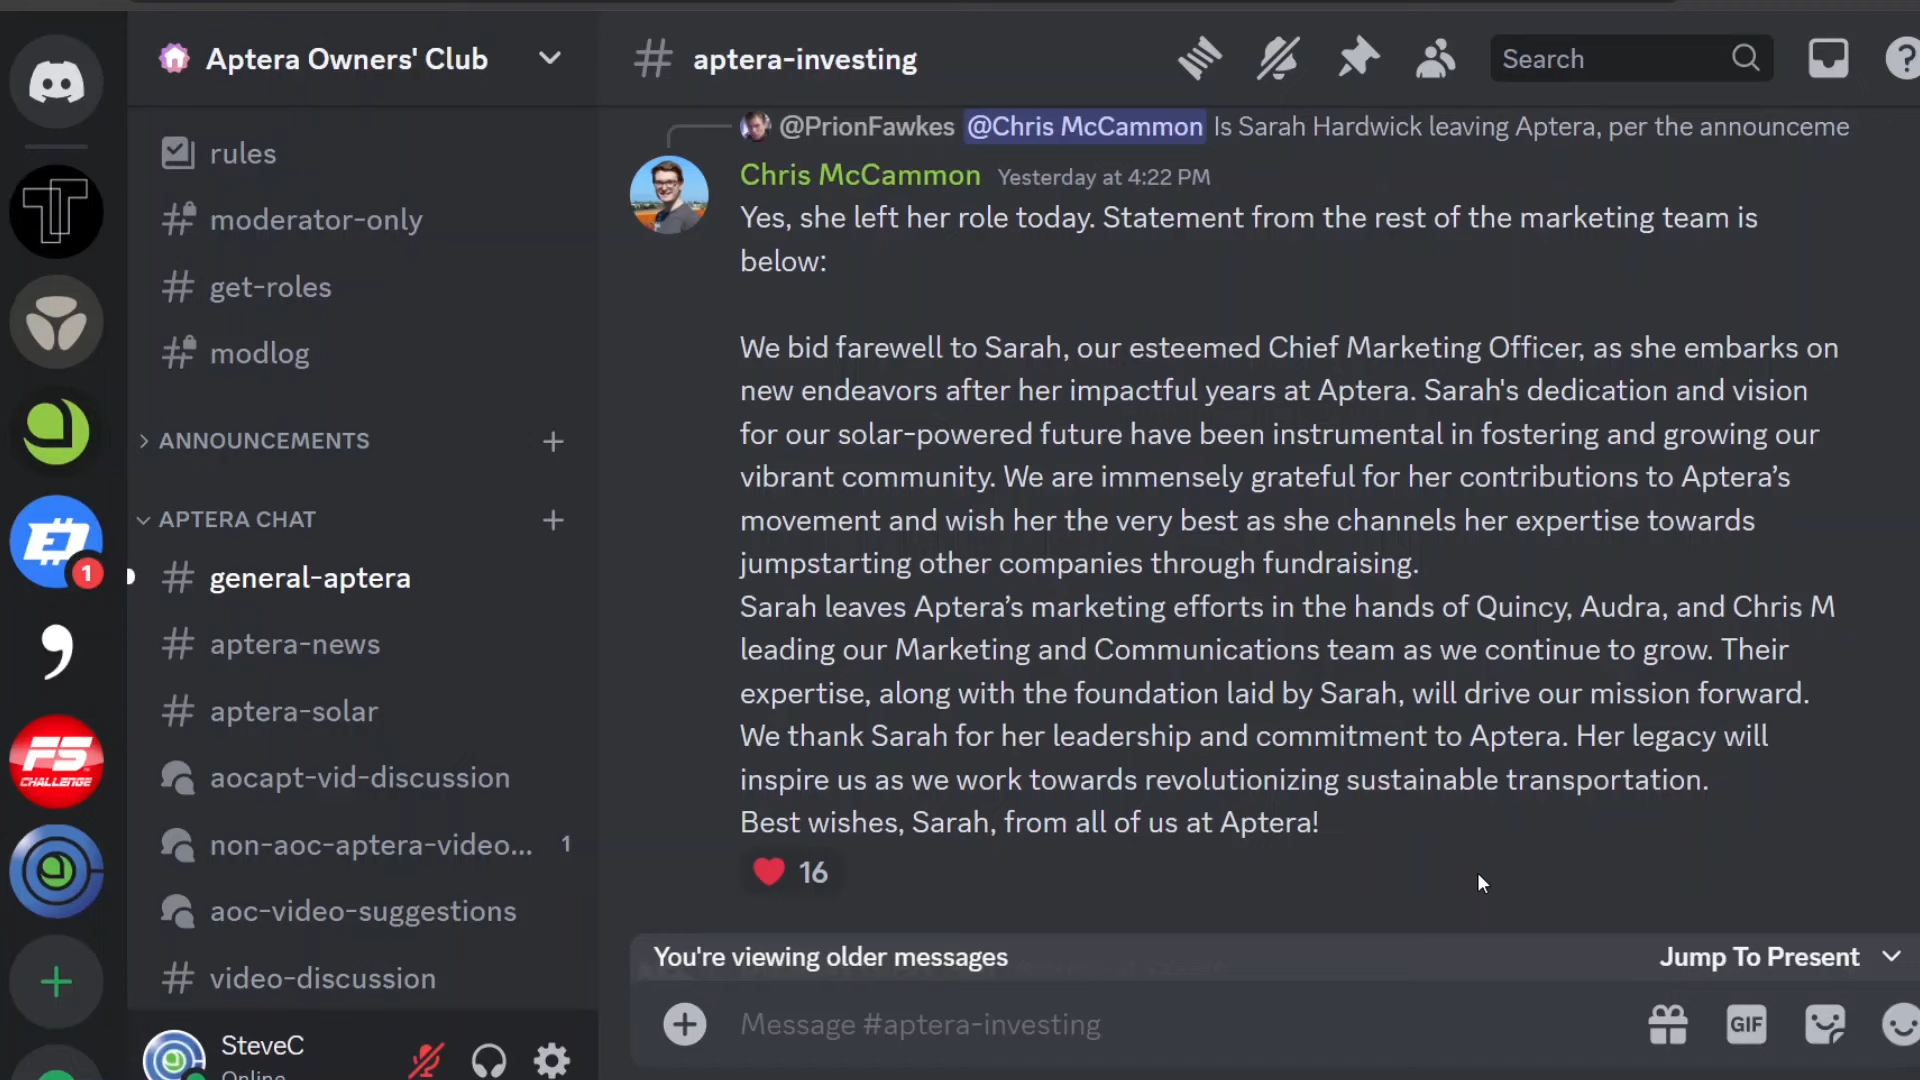 Aptera Owners' Club
aptera-investing
Search
rules
moderator-only
get-roles
modlog
ANNOUNCEMENTS
APTERA CHAT
1
general-aptera
aptera-news
aptera-solar
FS
CHALLENGE
aocapt-vid-discussion
non-aoc-aptera-video... 1
aoc-video-suggestions
video-discussion
SteveC
Online
@PrionFawkes @Chris McCammon Is Sarah Hardwick leaving Aptera, per the announceme
Chris McCammon Yesterday at 4:22 PM
Yes, she left her role today. Statement from the rest of the marketing team is
below:
We bid farewell to Sarah, our esteemed Chief Marketing Officer, as she embarks on
new endeavors after her impactful years at Aptera. Sarah's dedication and vision
for our solar-powered future have been instrumental in fostering and growing our
vibrant community. We are immensely grateful for her contributions to Aptera’s
movement and wish her the very best as she channels her expertise towards
jumpstarting other companies through fundraising.
Sarah leaves Aptera’s marketing efforts in the hands of Quincy, Audra, and Chris M
leading our Marketing and Communications team as we continue to grow. Their
expertise, along with the foundation laid by Sarah, will drive our mission forward.
We thank Sarah for her leadership and commitment to Aptera. Her legacy will
inspire us as we work towards revolutionizing sustainable transportation.
Best wishes, Sarah, from all of us at Aptera!
16
You're viewing older messages
Jump To Present
Message #aptera-investing
GIF